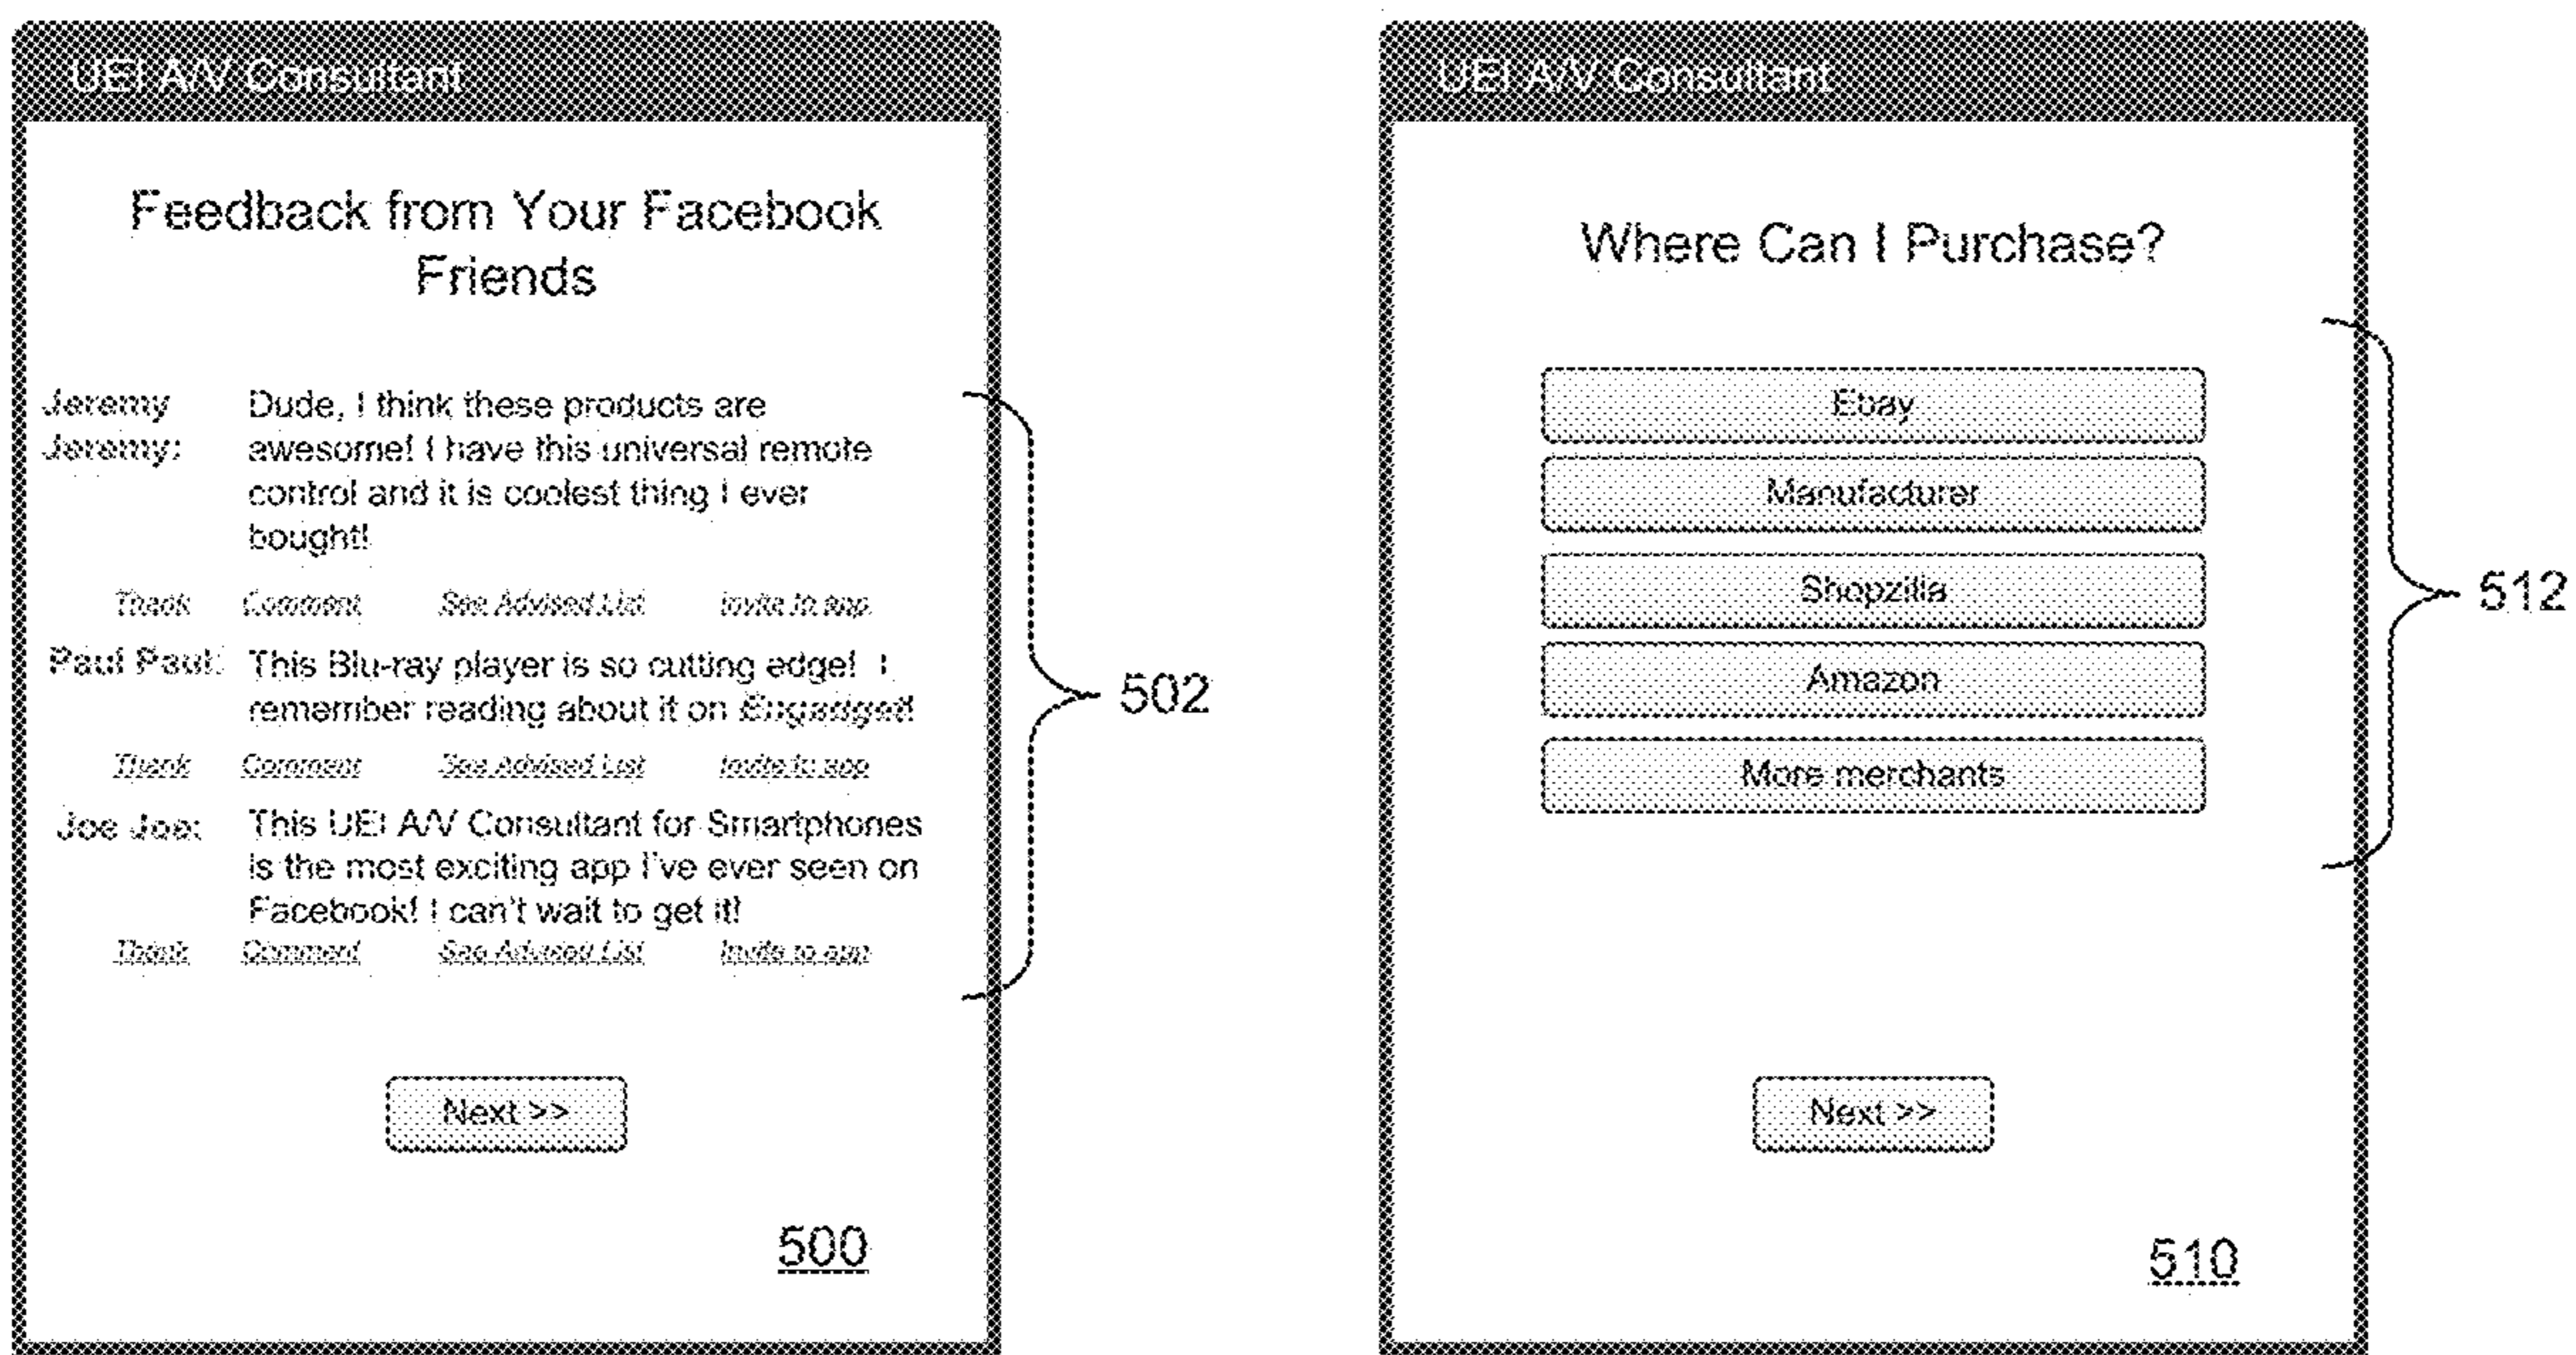 UEI A/V Consultant
Feedback from Your Facebook
Friends
Jeremy Dude, I think these products are
Jeremy: awesome! I have this universal remote
control and it is coolest thing I ever
bought!
Thank Comment See Advised List Invite to app
Paul Paul: This Blu-ray player is so cutting edge! I
remember reading about it on Engadget!
Thank Comment See Advised List Invite to app
Joe Joe: This UEI A/V Consultant for Smartphones
is the most exciting app I've ever seen on
Facebook! I can't wait to get it!
Thank Comment See Advised List Invite to app
Next >>
500
502
UEI A/V Consultant
Where Can I Purchase?
Ebay
Manufacturer
Shopzilla
Amazon
More merchants
Next >>
510
512